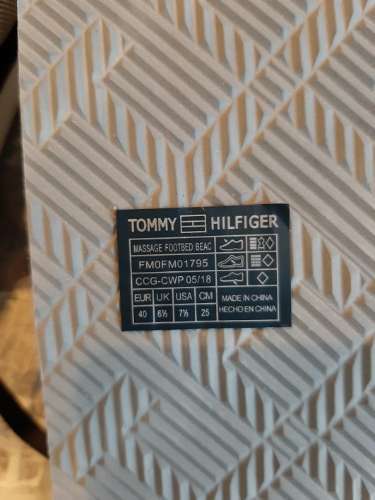 TOMMY HILFIGER
MASSAGE FOOTBED BEAC
FM0FM01795
CCG-CWP 05/18
EUR UK USA CM
40 6½ 7½ 25
MADE IN CHINA
HECHO EN CHINA